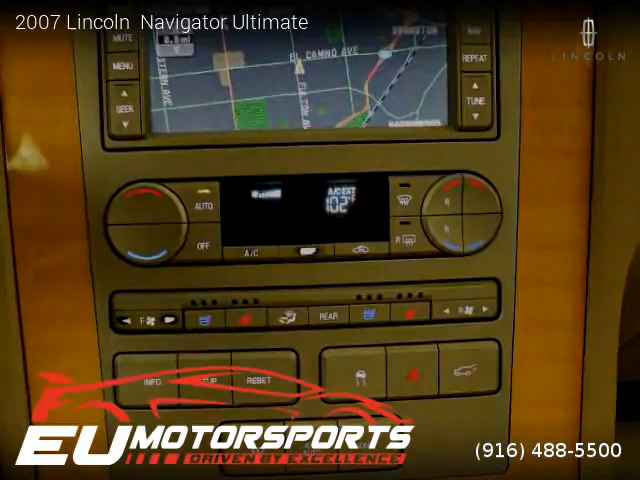 2007 Lincoln Navigator Ultimate
LINCOLN
MUTE
MENU
SEEK
EL CAMINO AVE
REPEAT
TUNE
AUTO
OFF
A/C EXT
102°F
A/C
R
R
R
F
REAR
R
INFO
RESET
EU MOTORSPORTS
DRIVEN BY EXCELLENCE
(916) 488-5500